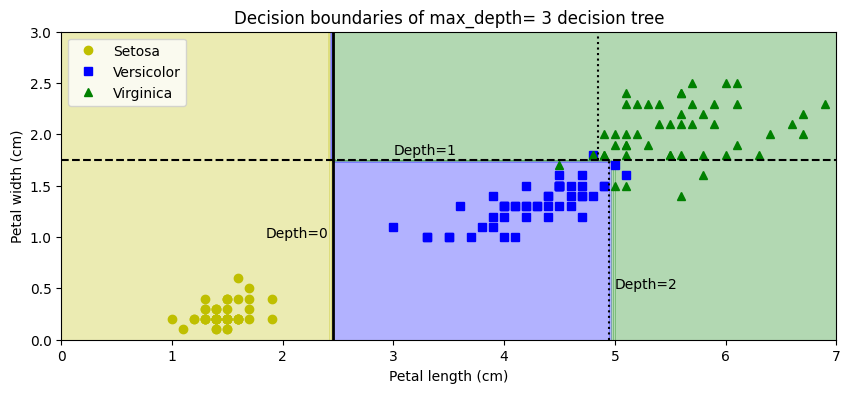 Decision boundaries of max_depth= 3 decision tree
Setosa
Versicolor
Virginica
Depth=1
Depth=0
Depth=2
Petal width (cm)
3.0
2.5
2.0
1.5
1.0
0.5
0.0
0 1 2 3 4 5 6 7
Petal length (cm)